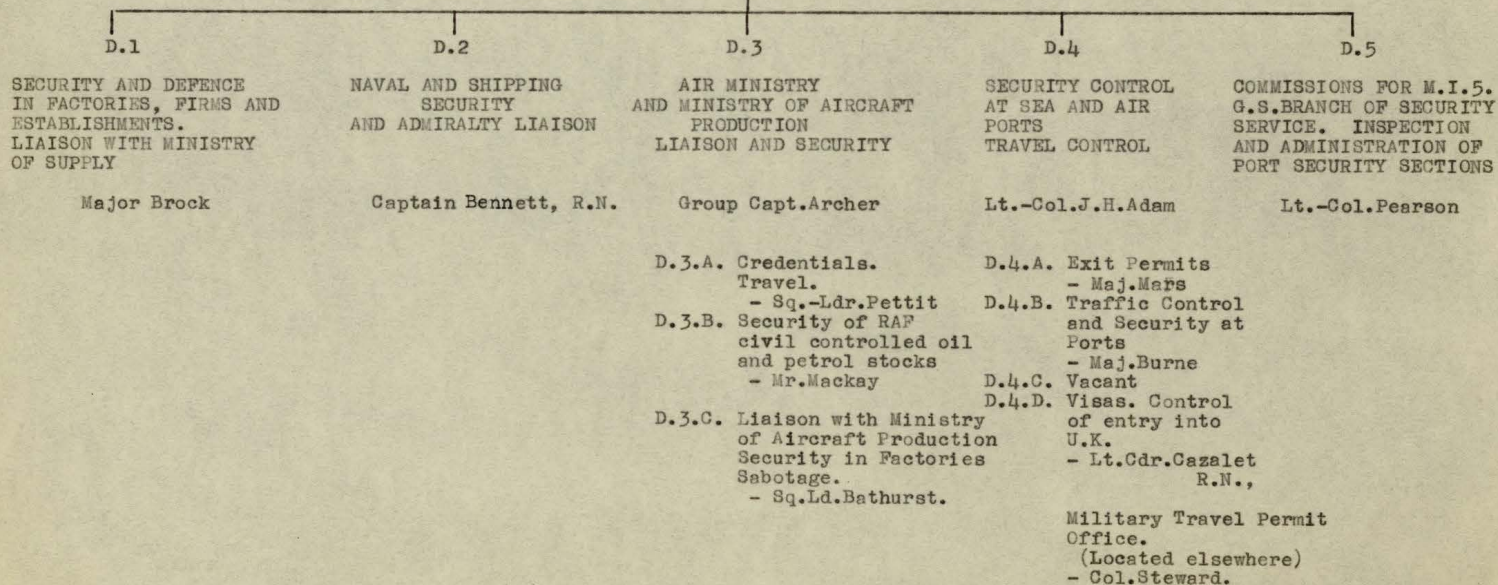 D.1
SECURITY AND DEFENCE
IN FACTORIES, FIRMS AND
ESTABLISHMENTS.
LIAISON WITH MINISTRY
OF SUPPLY
Major Brock
D.2
NAVAL AND SHIPPING
SECURITY
AND ADMIRALTY LIAISON
Captain Bennett, R.N.
D.3
AIR MINISTRY
AND MINISTRY OF AIRCRAFT
PRODUCTION
LIAISON AND SECURITY
Group Capt.Archer
D.3.A. Credentials.
Travel.
- Sq.-Ldr.Pettit
D.3.B. Security of RAF
civil controlled oil
and petrol stocks
- Mr.Mackay
D.3.C. Liaison with Ministry
of Aircraft Production
Security in Factories
Sabotage.
- Sq.Ld.Bathurst.
D.4
SECURITY CONTROL
AT SEA AND AIR
PORTS
TRAVEL CONTROL
Lt.-Col.J.H.Adam
D.4.A. Exit Permits
- Maj.Mars
D.4.B. Traffic Control
and Security at
Ports
- Maj.Burne
D.4.C. Vacant
D.4.D. Visas. Control
of entry into
U.K.
- Lt.Cdr.Cazalet
R.N.,
Military Travel Permit
Office.
(Located elsewhere)
- Col.Steward.
D.5
COMMISSIONS FOR M.I.5.
G.S.BRANCH OF SECURITY
SERVICE. INSPECTION
AND ADMINISTRATION OF
PORT SECURITY SECTIONS
Lt.-Col.Pearson